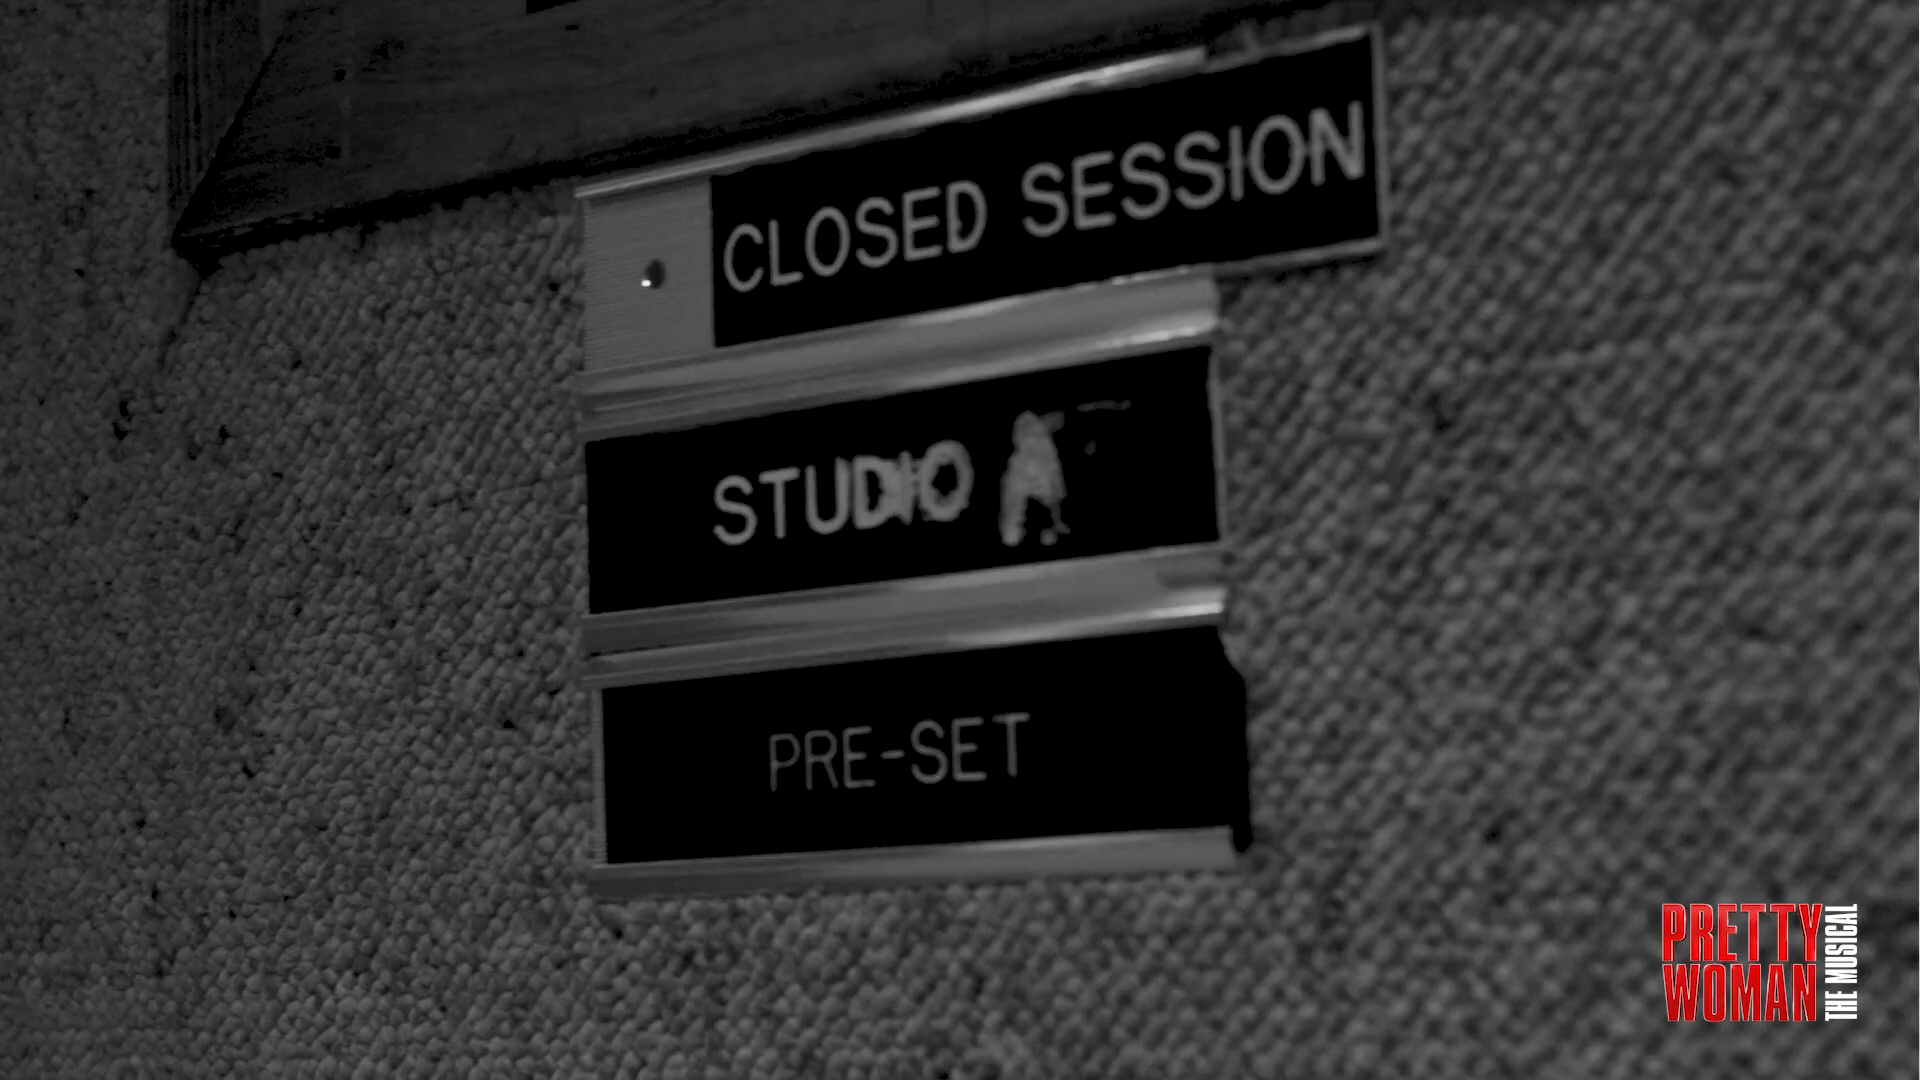 CLOSED SESSION
STUDIO A
PRE-SET
PRETTY
WOMAN
THE MUSICAL